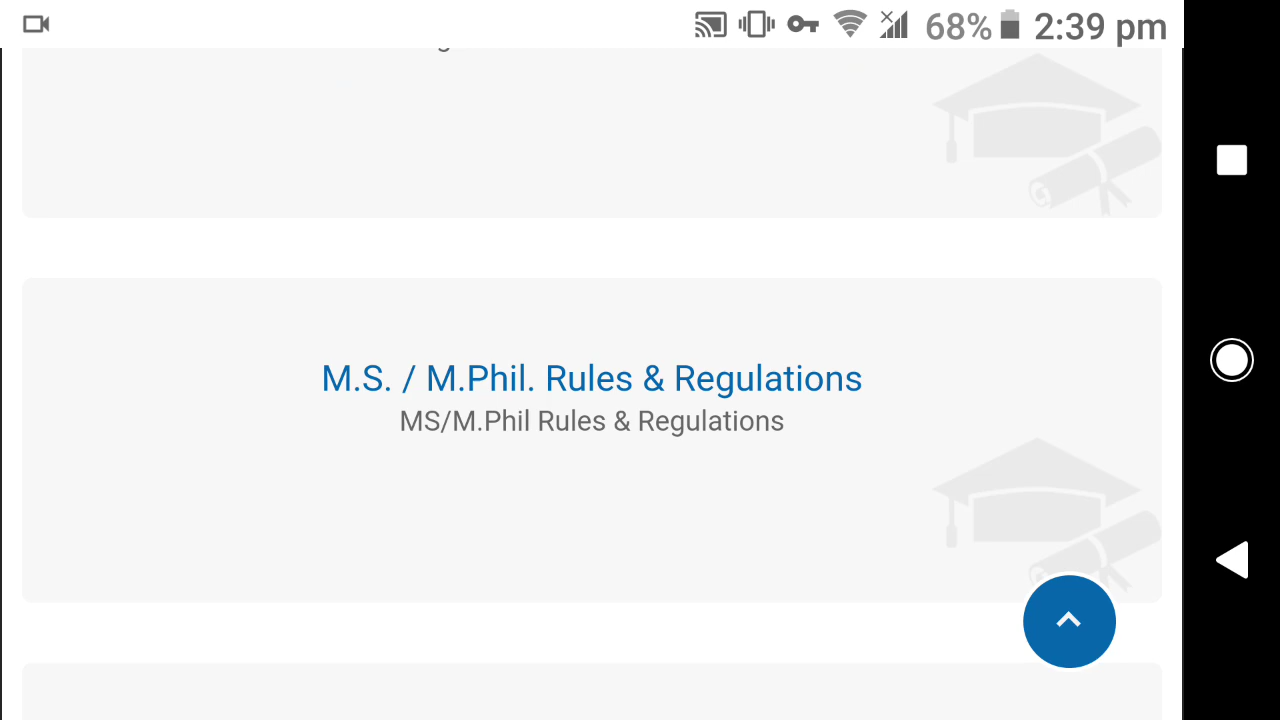 68% 2:39 pm
M.S. / M.Phil. Rules & Regulations
MS/M.Phil Rules & Regulations